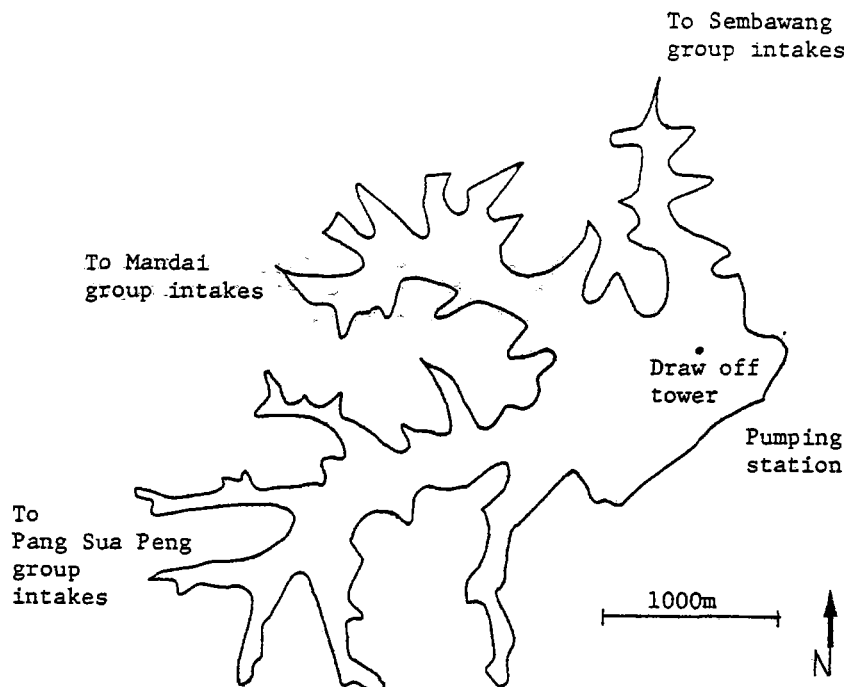 To Sembawang
group intakes
To Mandai
group intakes
Draw off
tower
Pumping
station
To
Pang Sua Peng
group
intakes
1000m
N